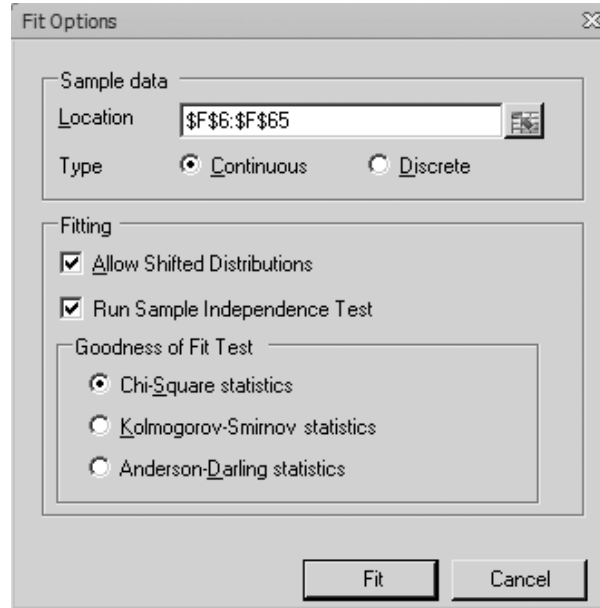 Fit Options
Sample data
Location $F$6:$F$65
Type Continuous Discrete
Fitting
Allow Shifted Distributions
Run Sample Independence Test
Goodness of Fit Test
Chi-Square statistics
Kolmogorov-Smirnov statistics
Anderson-Darling statistics
Fit Cancel